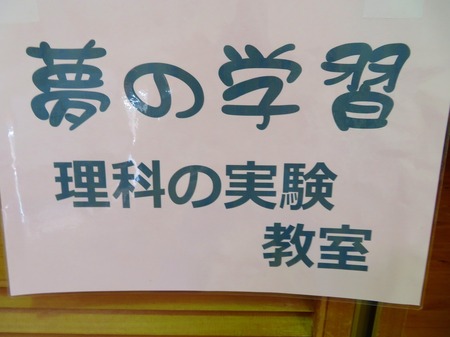 夢の学習
理科の実験
教室